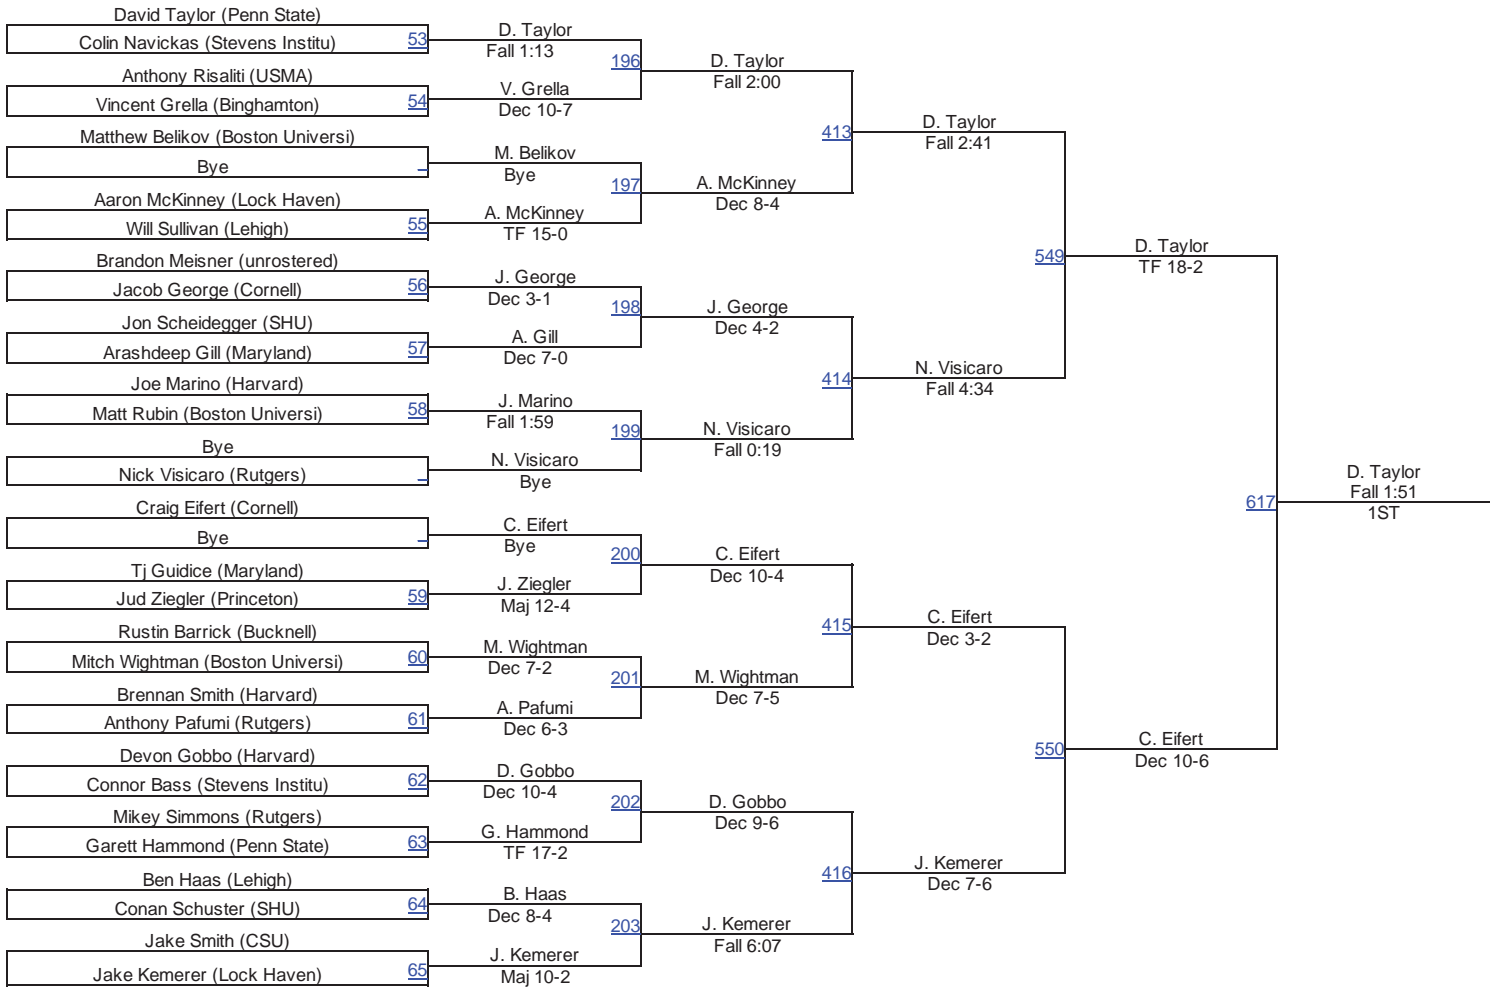 David Taylor (Penn State)
Colin Navickas (Stevens Institu)
53
Anthony Risaliti (USMA)
Vincent Grella (Binghamton)
54
Matthew Belikov (Boston Universi)
Bye
Aaron McKinney (Lock Haven)
Will Sullivan (Lehigh)
55
Brandon Meisner (unrostered)
Jacob George (Cornell)
56
Jon Scheidegger (SHU)
Arashdeep Gill (Maryland)
57
Joe Marino (Harvard)
Matt Rubin (Boston Universi)
58
Bye
Nick Visicaro (Rutgers)
Craig Eifert (Cornell)
Bye
Tj Guidice (Maryland)
Jud Ziegler (Princeton)
59
Rustin Barrick (Bucknell)
Mitch Wightman (Boston Universi)
60
Brennan Smith (Harvard)
Anthony Pafumi (Rutgers)
61
Devon Gobbo (Harvard)
Connor Bass (Stevens Institu)
62
Mikey Simmons (Rutgers)
Garett Hammond (Penn State)
63
Ben Haas (Lehigh)
Conan Schuster (SHU)
64
Jake Smith (CSU)
Jake Kemerer (Lock Haven)
65
D. Taylor
Fall 1:13
196
V. Grella
Dec 10-7
M. Belikov
Bye
197
A. McKinney
TF 15-0
J. George
Dec 3-1
198
A. Gill
Dec 7-0
J. Marino
Fall 1:59
199
N. Visicaro
Bye
C. Eifert
Bye
200
J. Ziegler
Maj 12-4
M. Wightman
Dec 7-2
201
A. Pafumi
Dec 6-3
D. Gobbo
Dec 10-4
202
G. Hammond
TF 17-2
B. Haas
Dec 8-4
203
J. Kemerer
Maj 10-2
D. Taylor
Fall 2:00
413
A. McKinney
Dec 8-4
J. George
Dec 4-2
414
N. Visicaro
Fall 0:19
C. Eifert
Dec 10-4
415
M. Wightman
Dec 7-5
D. Gobbo
Dec 9-6
416
J. Kemerer
Fall 6:07
D. Taylor
Fall 2:41
549
N. Visicaro
Fall 4:34
C. Eifert
Dec 3-2
550
J. Kemerer
Dec 7-6
D. Taylor
TF 18-2
617
C. Eifert
Dec 10-6
D. Taylor
Fall 1:51
1ST